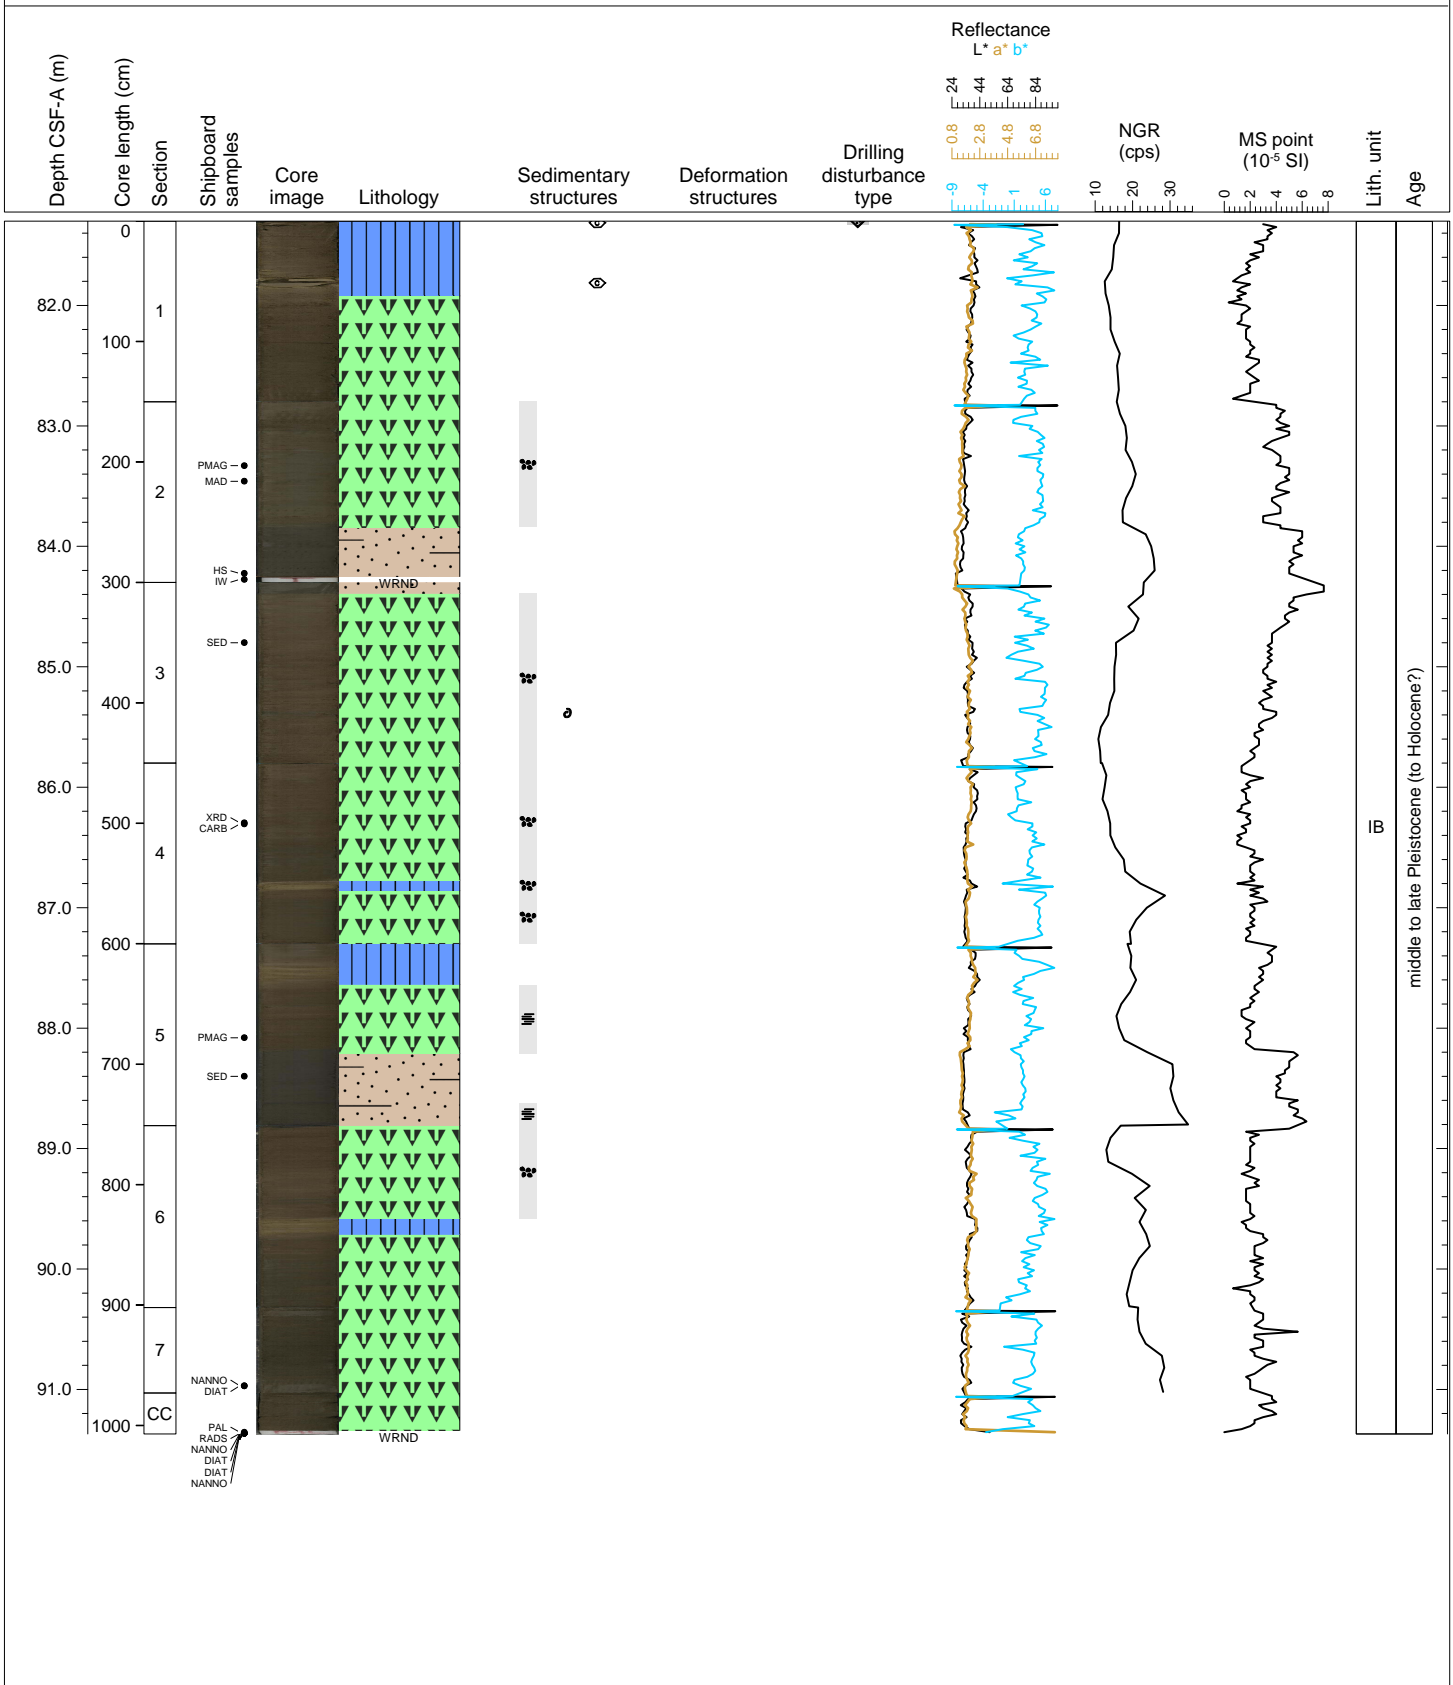 Depth CSF-A (m)
Core length (cm)
Section
Shipboard
samples
Core
image
Lithology
Sedimentary
structures
Deformation
structures
Drilling
disturbance
type
Reflectance
L* a* b*
24 44 64 84
0.8 2.8 4.8 6.8
-9 -4 1 6
NGR
(cps)
10 20 30
MS point
(10-5 SI)
0 2 4 6 8
Lith. unit
Age
82.0
83.0
84.0
85.0
86.0
87.0
88.0
89.0
90.0
91.0
0
100
200
300
400
500
600
700
800
900
1000
1
2
3
4
5
6
7
CC
PMAG
MAD
HS
IW
SED
XRD
CARB
PMAG
SED
NANNO
DIAT
PAL
RADS
NANNO
DIAT
DIAT
NANNO
WRND
WRND
c
c
IB
middle to late Pleistocene (to Holocene?)